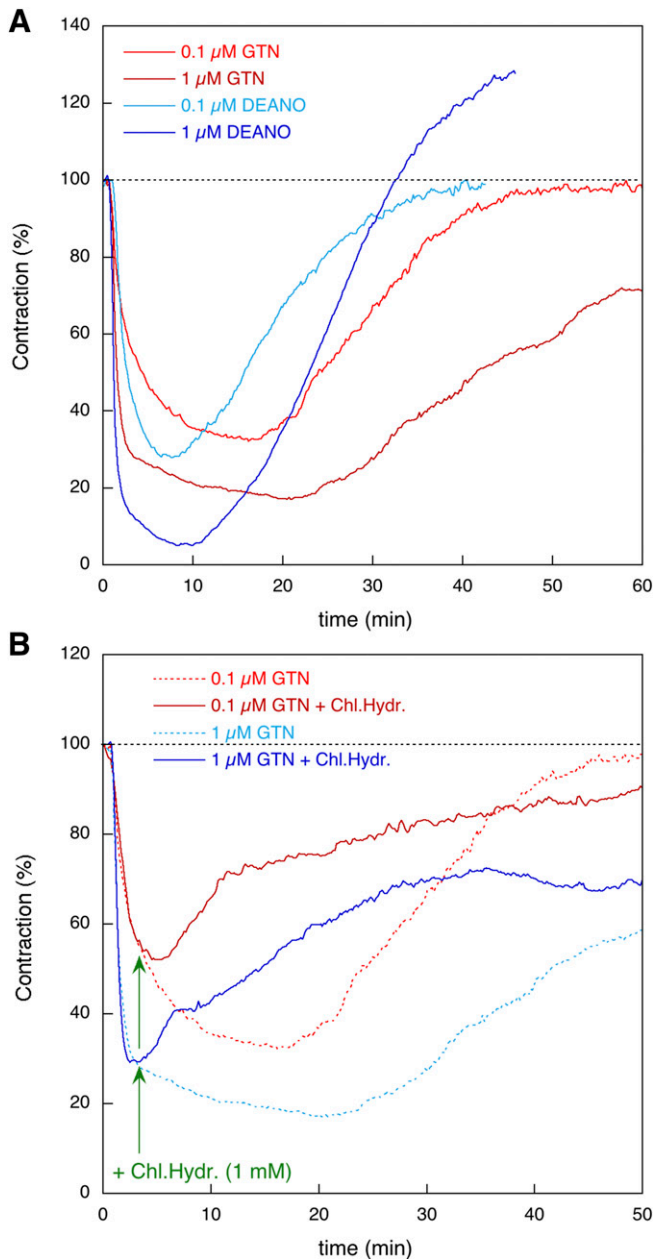 A
140
120
100
80
60
40
20
0
Contraction (%)
0.1 µM GTN
1 µM GTN
0.1 µM DEANO
1 µM DEANO
0 10 20 30 40 50 60
time (min)
B
120
100
80
60
40
20
0
Contraction (%)
0.1 µM GTN
0.1 µM GTN + Chl.Hydr.
1 µM GTN
1 µM GTN + Chl.Hydr.
+ Chl.Hydr. (1 mM)
0 10 20 30 40 50
time (min)